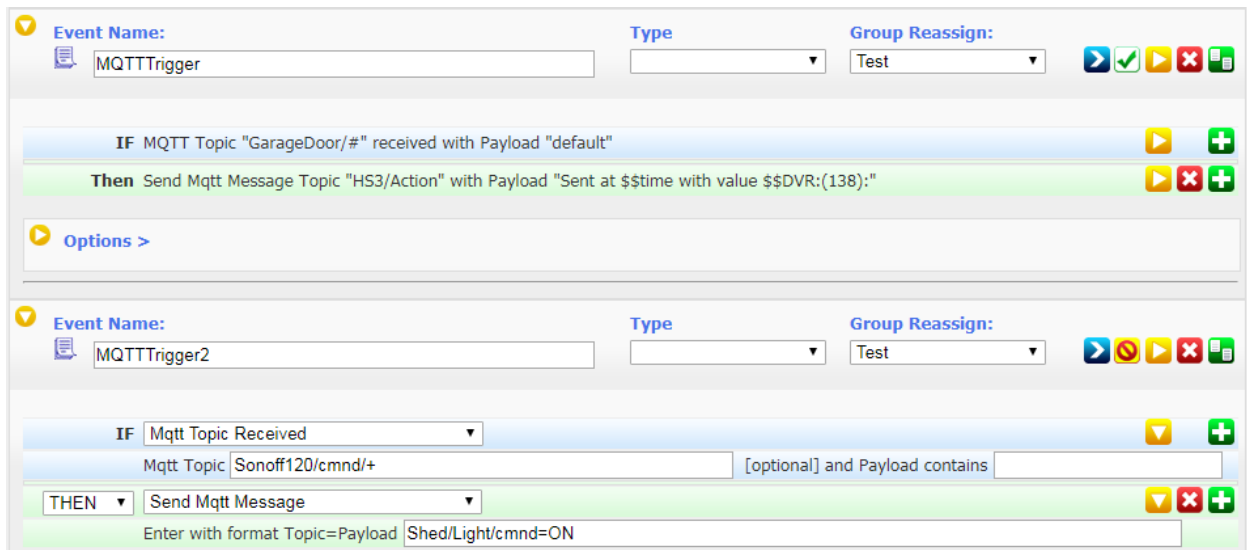 Event Name: Type Group Reassign:
MQTTTrigger Test
IF MQTT Topic "GarageDoor/#" received with Payload "default"
Then Send Mqtt Message Topic "HS3/Action" with Payload "Sent at $$time with value $$DVR:(138):"
Options >
Event Name: Type Group Reassign:
MQTTTrigger2 Test
IF Mqtt Topic Received
Mqtt Topic Sonoff120/cmnd/+ [optional] and Payload contains
THEN Send Mqtt Message
Enter with format Topic=Payload Shed/Light/cmnd=ON